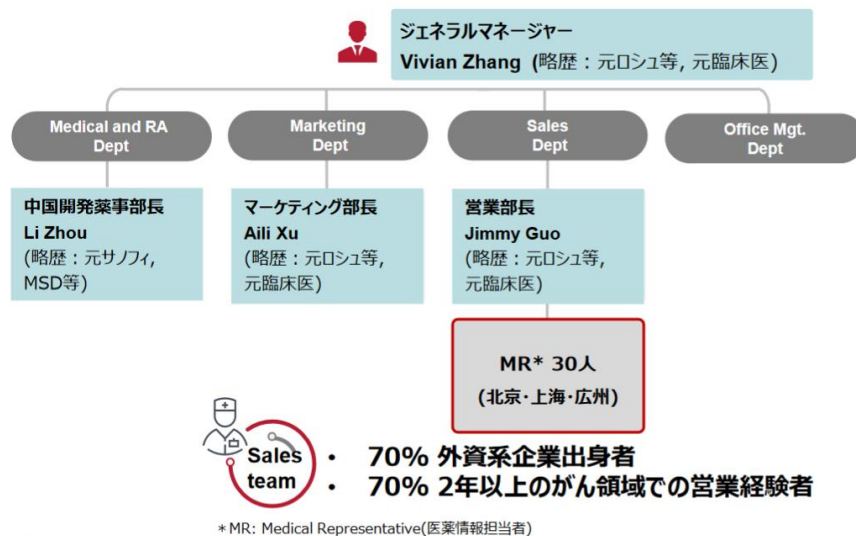 ジェネラルマネージャー
Vivian Zhang (略歴：元ロシュ等, 元臨床医)
Medical and RA
Dept
Marketing
Dept
Sales
Dept
Office Mgt.
Dept
中国開発薬事部長
Li Zhou
(略歴：元サノフィ,
MSD等)
マーケティング部長
Aili Xu
(略歴：元ロシュ等,
元臨床医)
営業部長
Jimmy Guo
(略歴：元ロシュ等,
元臨床医)
MR* 30人
(北京・上海・広州)
Sales
team
・ 70% 外資系企業出身者
・ 70% 2年以上のがん領域での営業経験者
*MR: Medical Representative(医薬情報担当者)